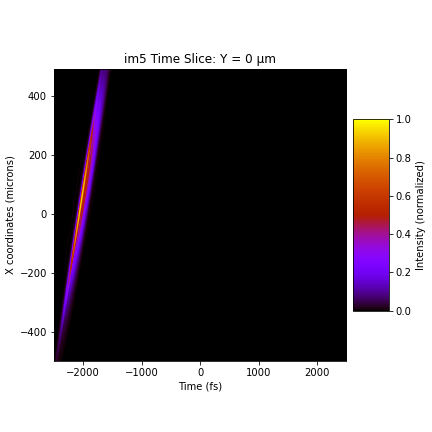 im5 Time Slice: Y = 0 μm
400
200
0
−200
−400
X coordinates (microns)
−2000 −1000 0 1000 2000
Time (fs)
1.0
0.8
0.6
0.4
0.2
0.0
Intensity (normalized)